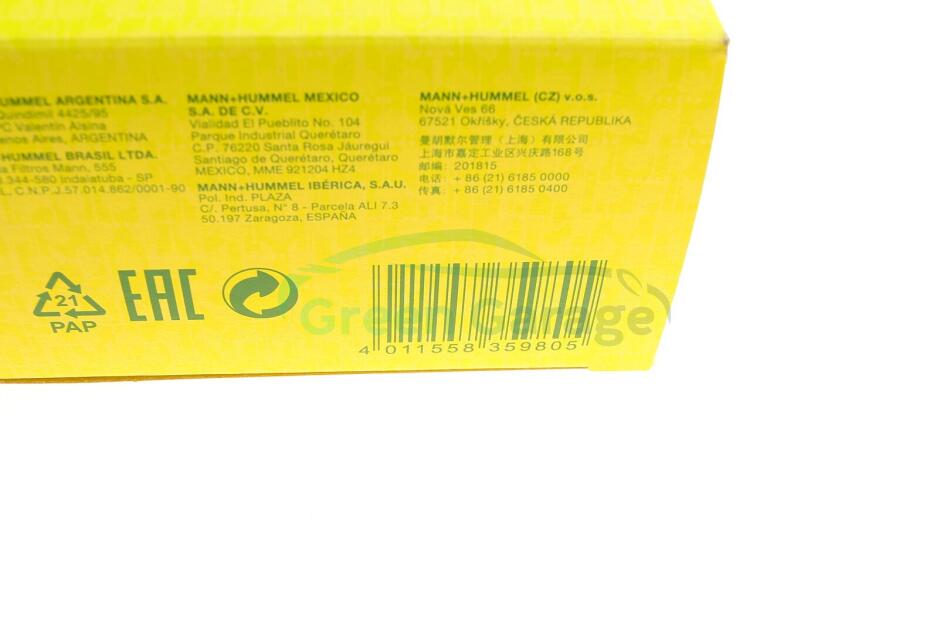 UMMEL ARGENTINA S.A.
Quindimil 4425/95
PC Valentín Alsina
enos Aires, ARGENTINA
HUMMEL BRASIL LTDA.
a Filtros Mann, 555
.344-580 Indaiatuba - SP
L. C.N.P.J.57.014.862/0001-90
MANN+HUMMEL MEXICO
S.A. DE C.V.
Vialidad El Pueblito No. 104
Parque Industrial Querétaro
C.P. 76220 Santa Rosa Jáuregui
Santiago de Querétaro, Querétaro
MEXICO, MME 921204 HZ4
MANN+HUMMEL IBÉRICA, S.A.U.
Pol. Ind. PLAZA
C/. Pertusa, N° 8 - Parcela ALI 7.3
50.197 Zaragoza, ESPAÑA
MANN+HUMMEL (CZ) v.o.s.
Nová Ves 66
67521 Okříšky, ČESKÁ REPUBLIKA
曼胡默尔管理（上海）有限公司
上海市嘉定工业区兴庆路168号
邮编: 201815
电话: + 86 (21) 6185 0000
传真: + 86 (21) 6185 0400
21
PAP
EAC
Green Garage
4 011558 359805